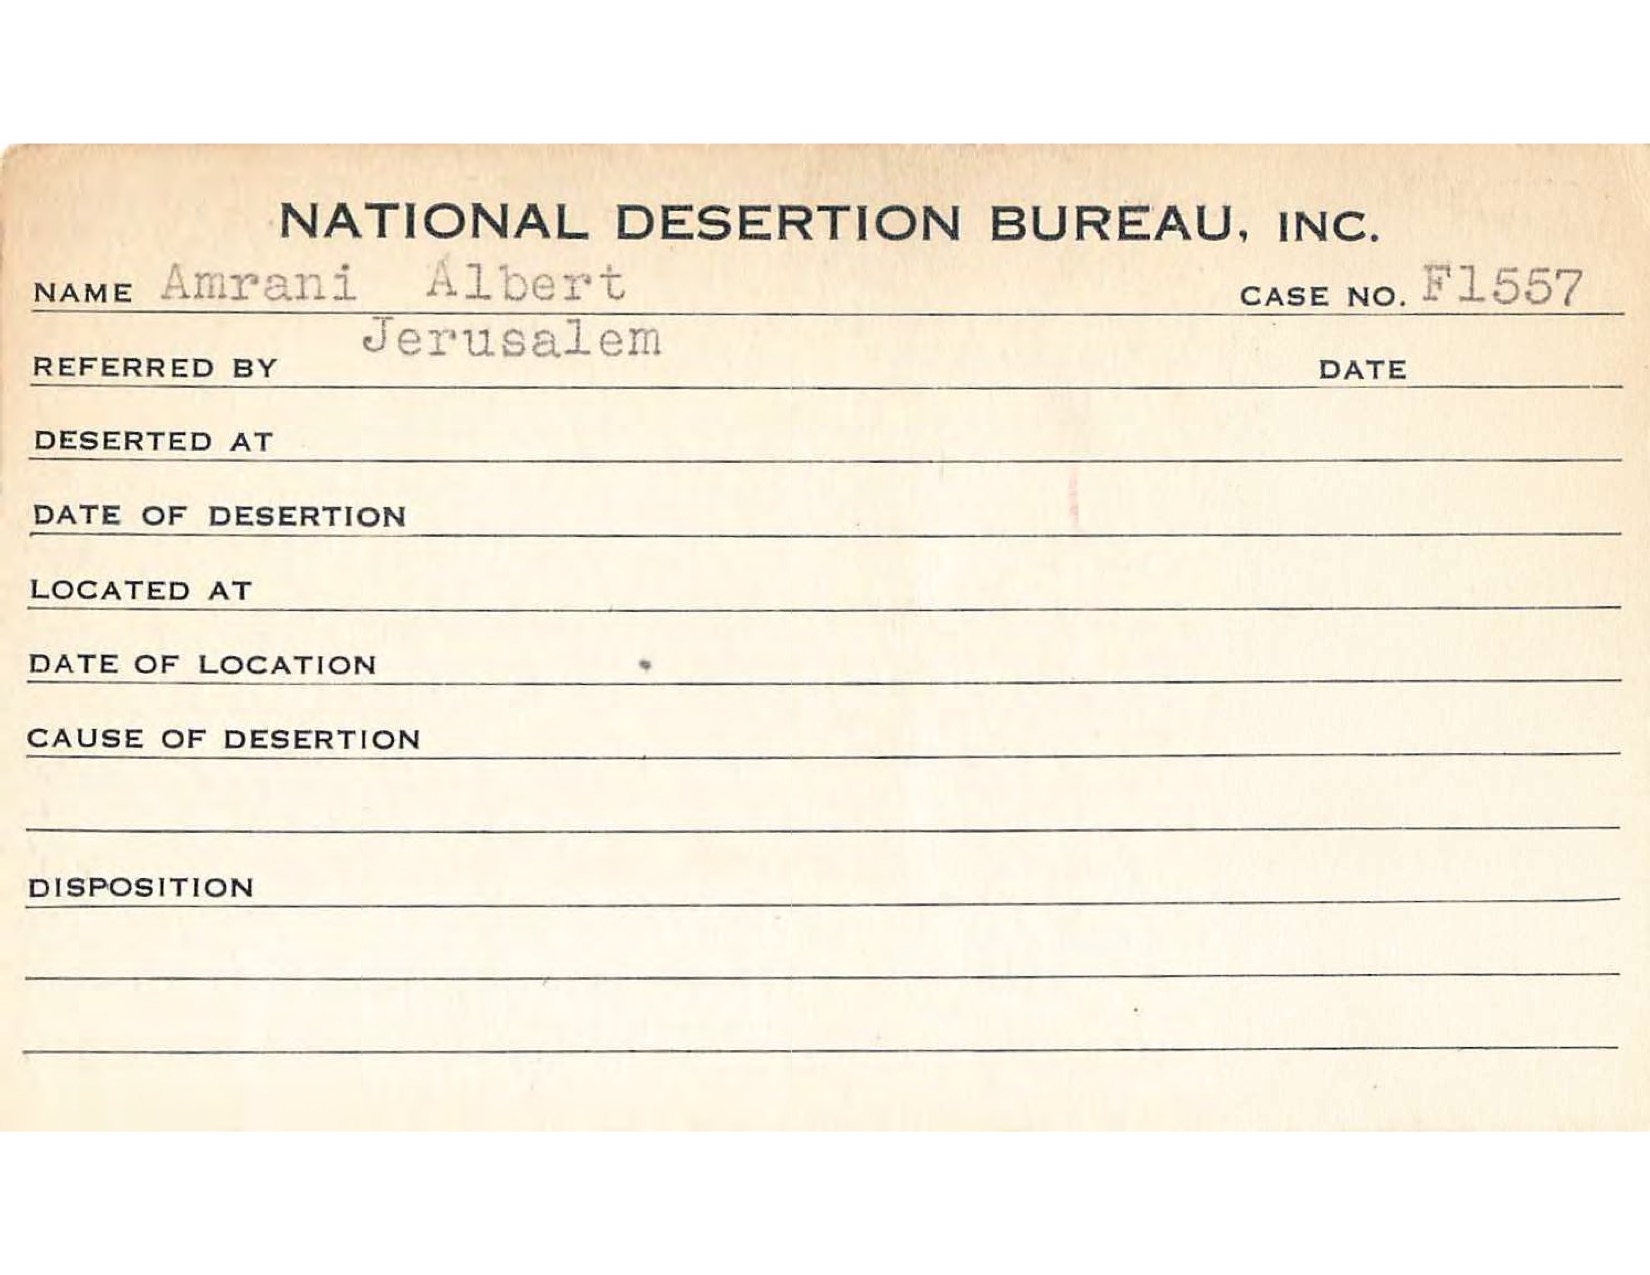 NATIONAL DESERTION BUREAU, INC.
NAME Amrani Albert CASE NO. F1557
Jerusalem
REFERRED BY DATE
DESERTED AT
DATE OF DESERTION
LOCATED AT
DATE OF LOCATION
CAUSE OF DESERTION
DISPOSITION